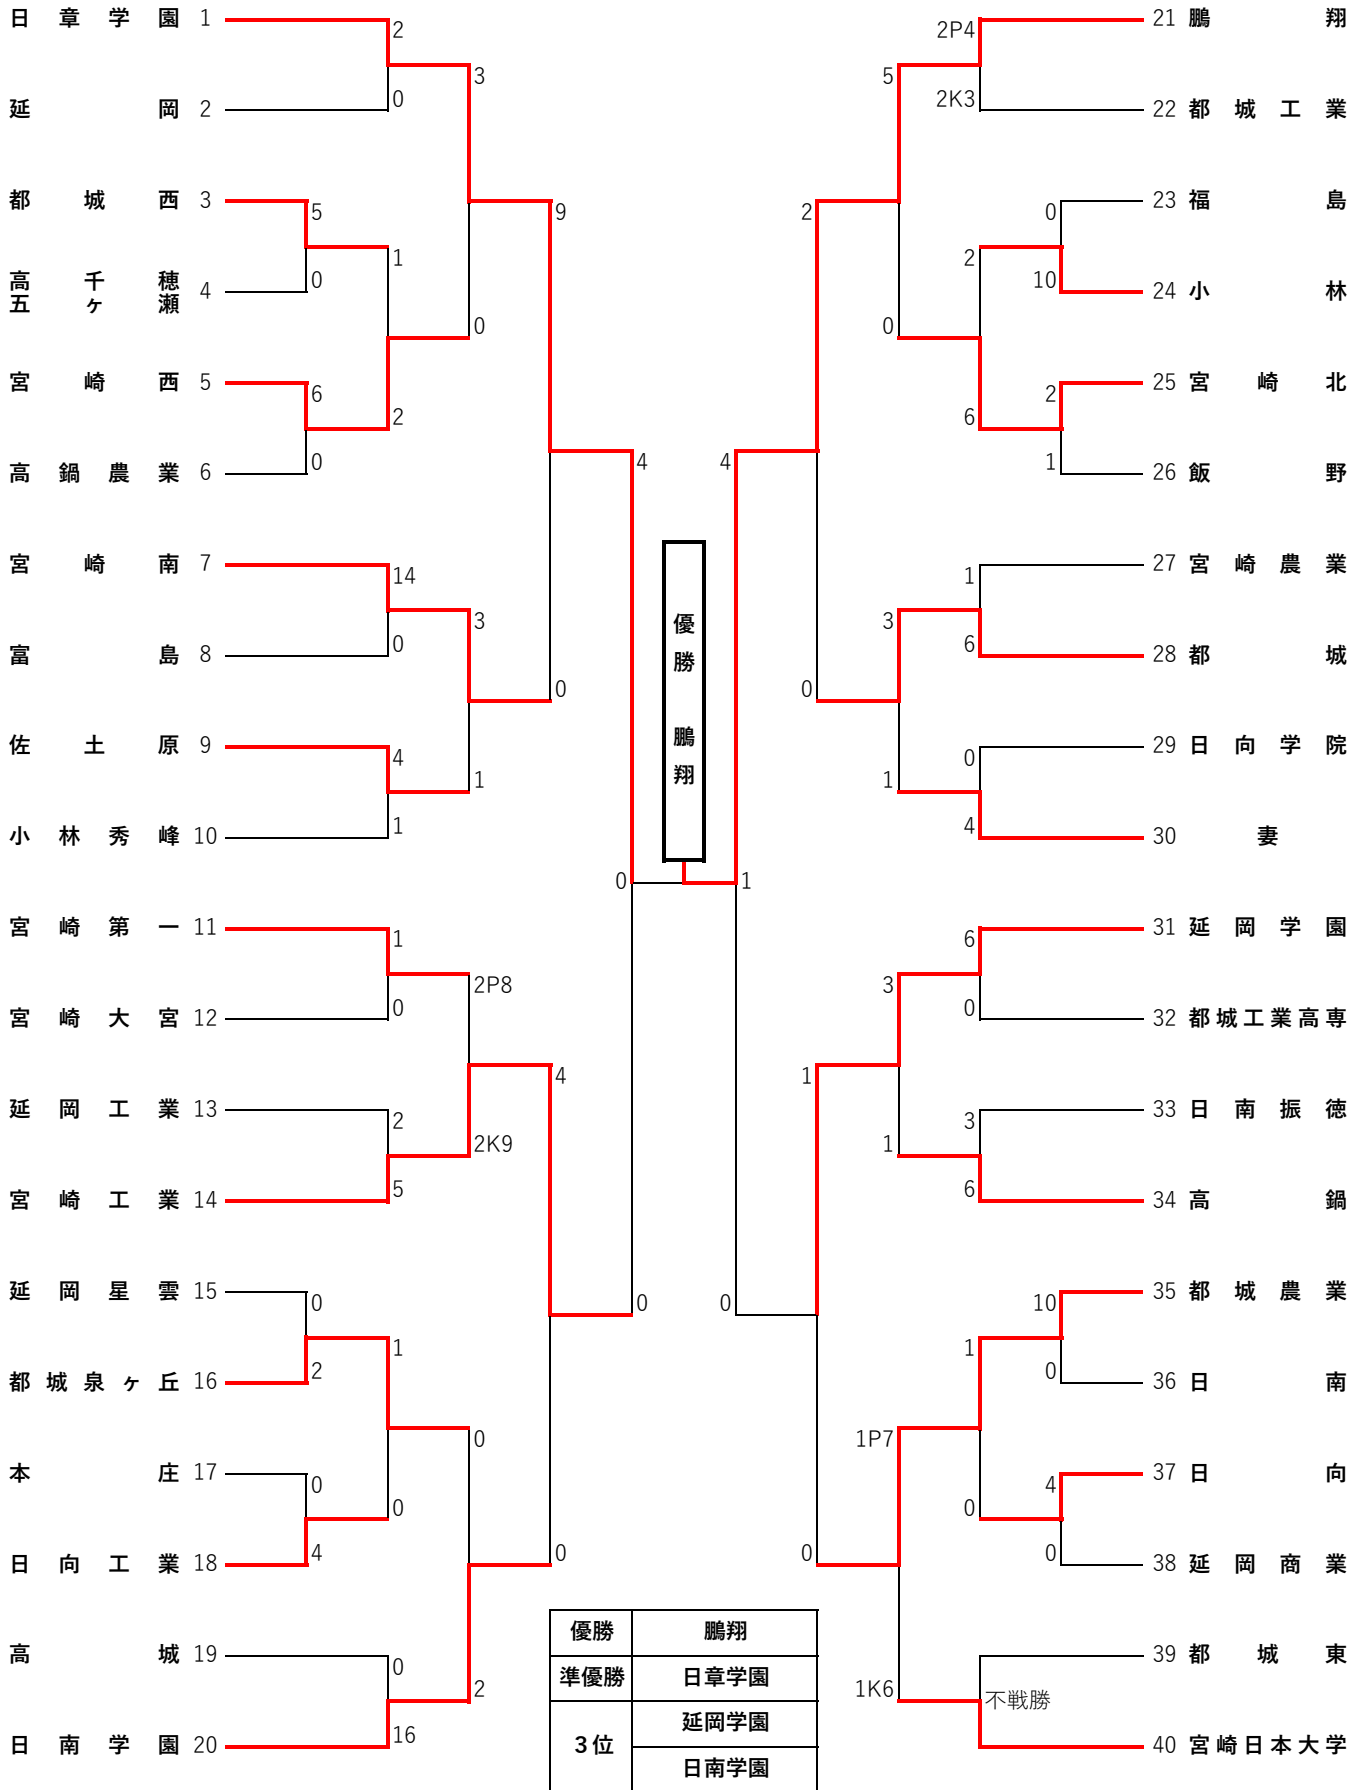 日章学園 1
延岡 2
都城西 3
高千穂
五ヶ瀬 4
宮崎西 5
高鍋農業 6
宮崎南 7
富島 8
佐土原 9
小林秀峰 10
宮崎第一 11
宮崎大宮 12
延岡工業 13
宮崎工業 14
延岡星雲 15
都城泉ヶ丘 16
本庄 17
日向工業 18
高城 19
日南学園 20
2
0
5
0
6
0
14
0
4
1
1
0
2
5
0
2
0
4
0
16
1
2
1
0
3
0
3
1
2P8
2K9
0
2
9
0
4
0
4
0
0
1
優勝 鵬翔
4
0
2
0
1
0
5
0
3
1
3
1
1P7
1K6
2P4
2K3
2
6
1
6
0
4
6
0
3
6
1
0
不戦勝
0
10
2
1
10
0
4
0
21 鵬翔
22 都城工業
23 福島
24 小林
25 宮崎北
26 飯野
27 宮崎農業
28 都城
29 日向学院
30 妻
31 延岡学園
32 都城工業高専
33 日南振徳
34 高鍋
35 都城農業
36 日南
37 日向
38 延岡商業
39 都城東
40 宮崎日本大学
優勝 鵬翔
準優勝 日章学園
３位 延岡学園
日南学園